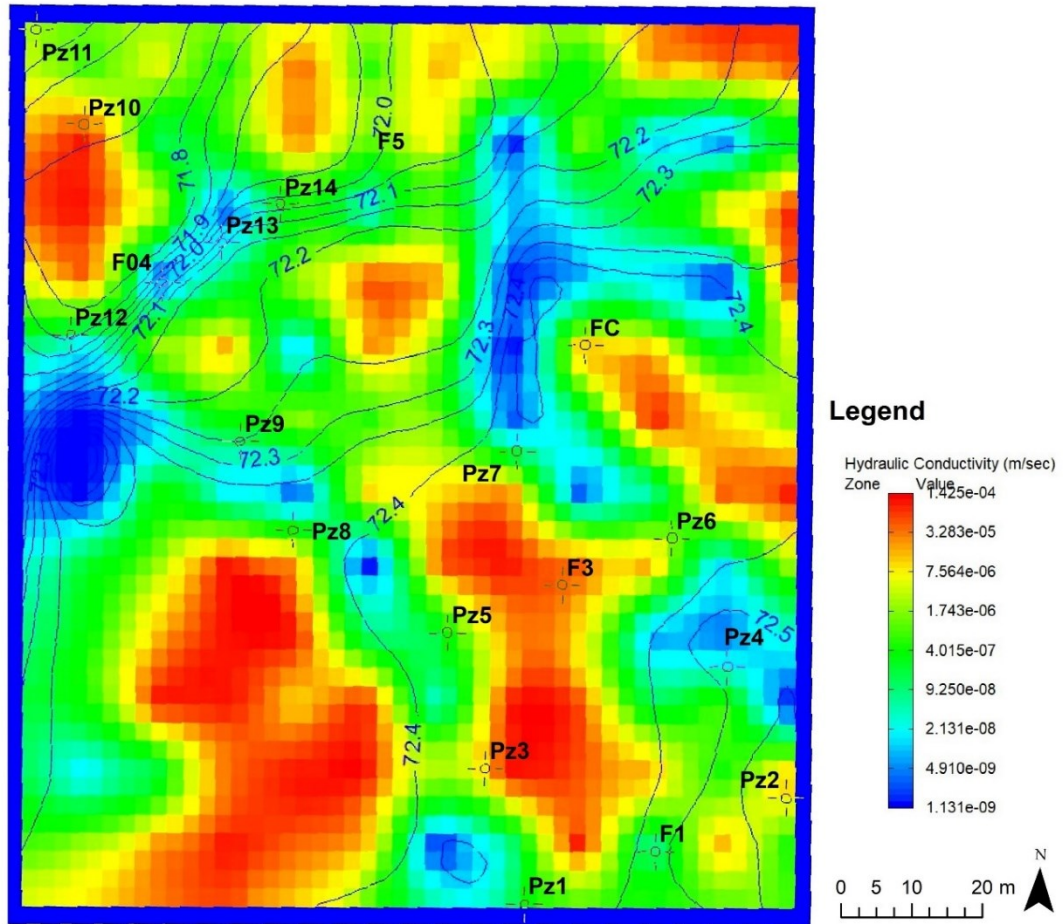 Pz11
Pz10
72.0
F5
72.2
71.8
72.3
Pz14
72.1
Pz13
71.9
72.0
F04
72.2
72.1
72.4
72.4
Pz12
72.3
FC
72.2
Pz9
72.3
72.3
Pz7
72.4
Pz8
Pz6
F3
Pz5
72.5
Pz4
72.4
Pz3
Pz2
F1
Pz1
Legend
Hydraulic Conductivity (m/sec)
Zone Value
1.425e-04
3.283e-05
7.564e-06
1.743e-06
4.015e-07
9.250e-08
2.131e-08
4.910e-09
1.131e-09
N
0 5 10 20 m